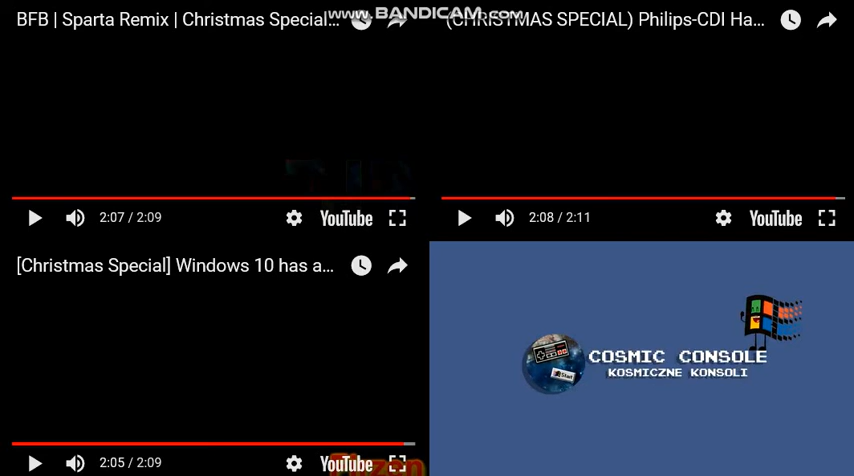 www.BANDICAM.com
BFB | Sparta Remix | Christmas Special...
(CHRISTMAS SPECIAL) Philips-CDI Ha...
2:07 / 2:09
YouTube
2:08 / 2:11
YouTube
[Christmas Special] Windows 10 has a...
COSMIC CONSOLE
KOSMICZNE KONSOLI
Start
2:05 / 2:09
YouTube